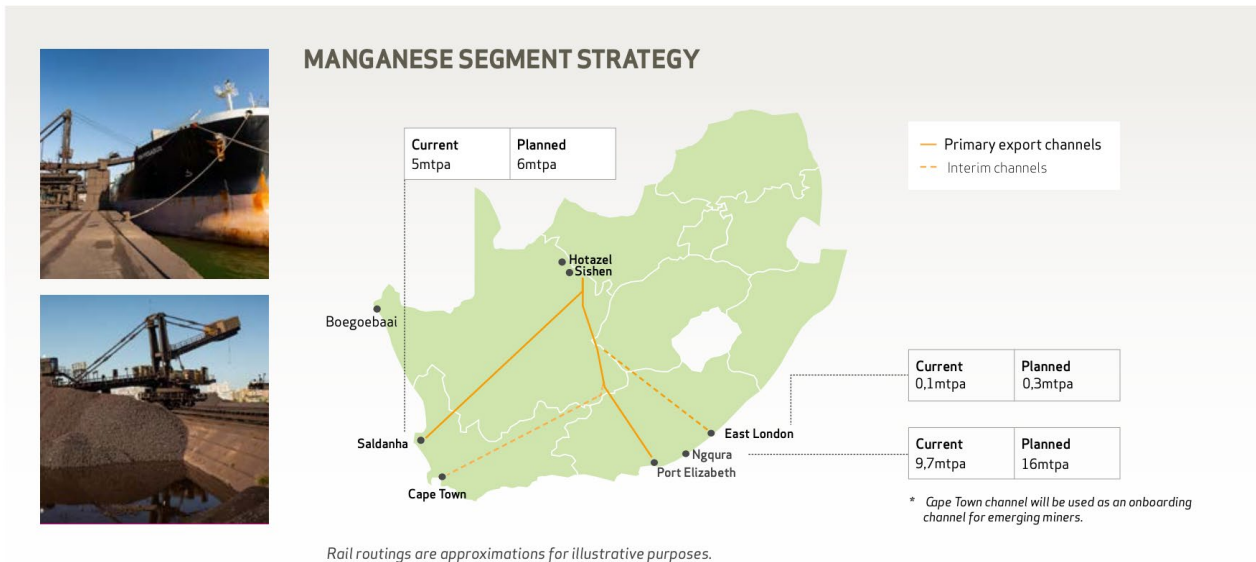 MANGANESE SEGMENT STRATEGY
Current Planned
5mtpa 6mtpa
Primary export channels
Interim channels
Hotazel
Sishen
Boegoebaai
Current Planned
0,1mtpa 0,3mtpa
East London
Saldanha
Current Planned
9,7mtpa 16mtpa
Ngqura
Port Elizabeth
Cape Town
* Cape Town channel will be used as an onboarding
channel for emerging miners.
Rail routings are approximations for illustrative purposes.